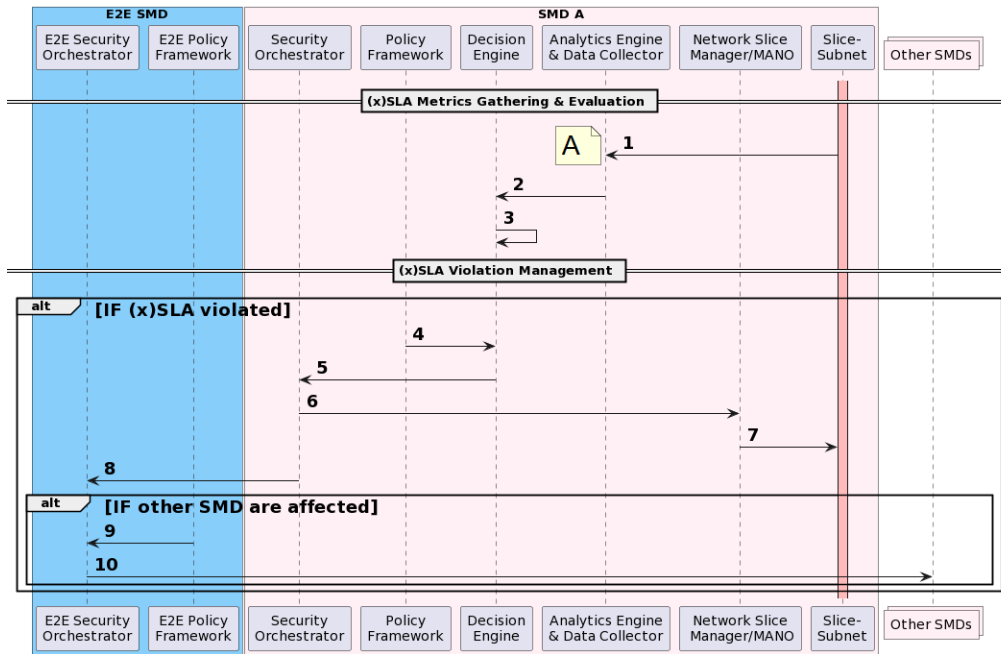 E2E SMD
SMD A
E2E Security
Orchestrator
E2E Policy
Framework
Security
Orchestrator
Policy
Framework
Decision
Engine
Analytics Engine
& Data Collector
Network Slice
Manager/MANO
Slice-
Subnet
Other SMDs
(x)SLA Metrics Gathering & Evaluation
A
1
2
3
(x)SLA Violation Management
alt
[IF (x)SLA violated]
4
5
6
7
8
alt
[IF other SMD are affected]
9
10
E2E Security
Orchestrator
E2E Policy
Framework
Security
Orchestrator
Policy
Framework
Decision
Engine
Analytics Engine
& Data Collector
Network Slice
Manager/MANO
Slice-
Subnet
Other SMDs